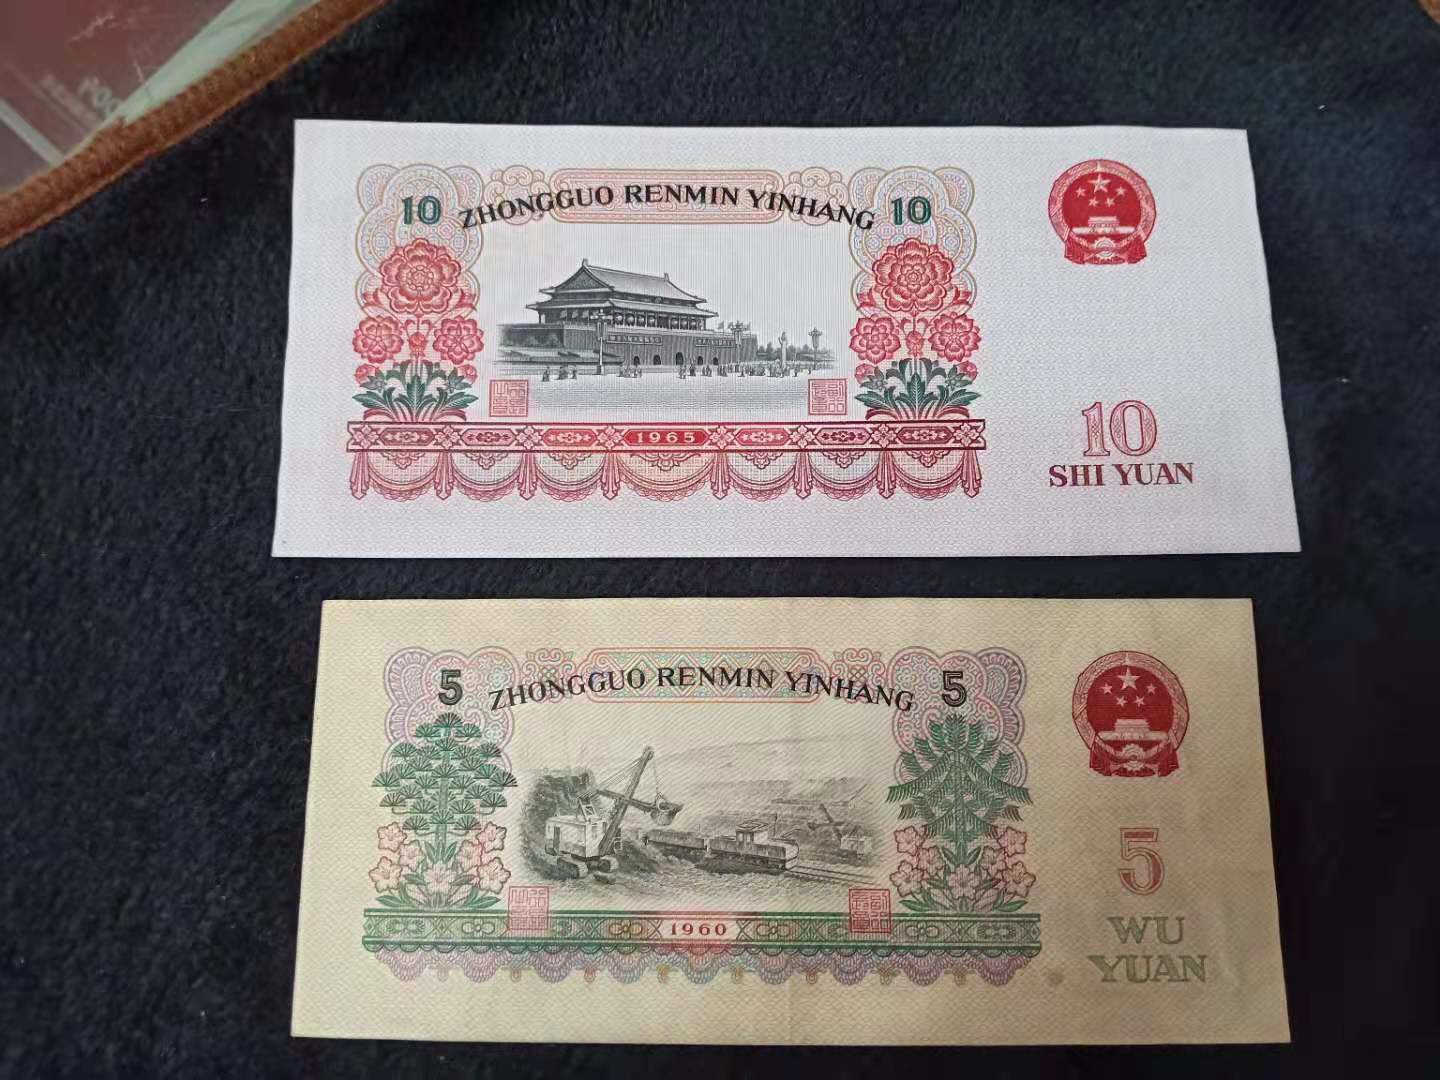 10 ZHONGGUO RENMIN YINHANG 10
1965
10
SHI YUAN
5 ZHONGGUO RENMIN YINHANG 5
1960
5
WU
YUAN